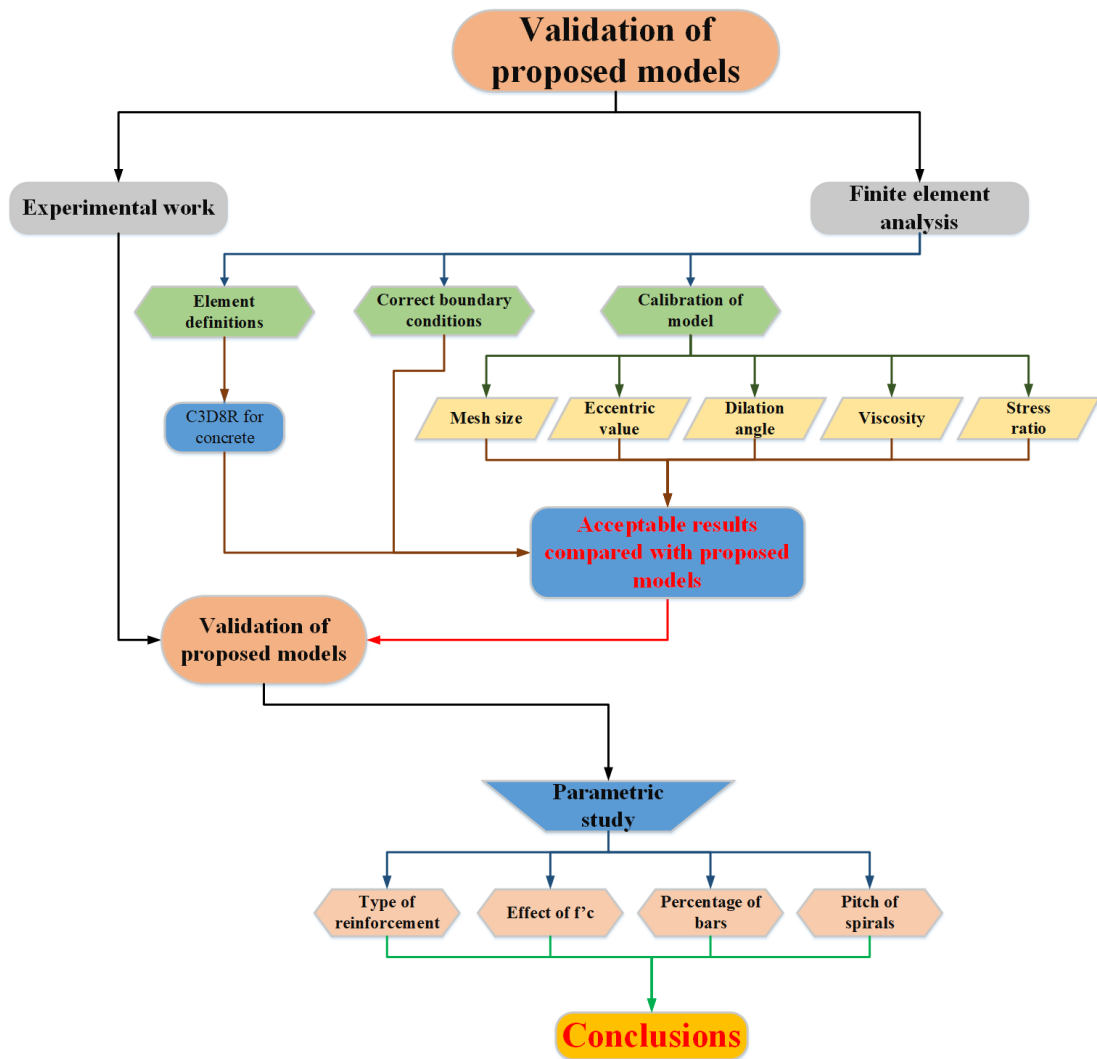 Validation of
proposed models
Experimental work
Finite element
analysis
Element
definitions
Correct boundary
conditions
Calibration of
model
C3D8R for
concrete
Mesh size
Eccentric
value
Dilation
angle
Viscosity
Stress
ratio
Acceptable results
compared with proposed
models
Validation of
proposed models
Parametric
study
Type of
reinforcement
Effect of f’c
Percentage of
bars
Pitch of
spirals
Conclusions